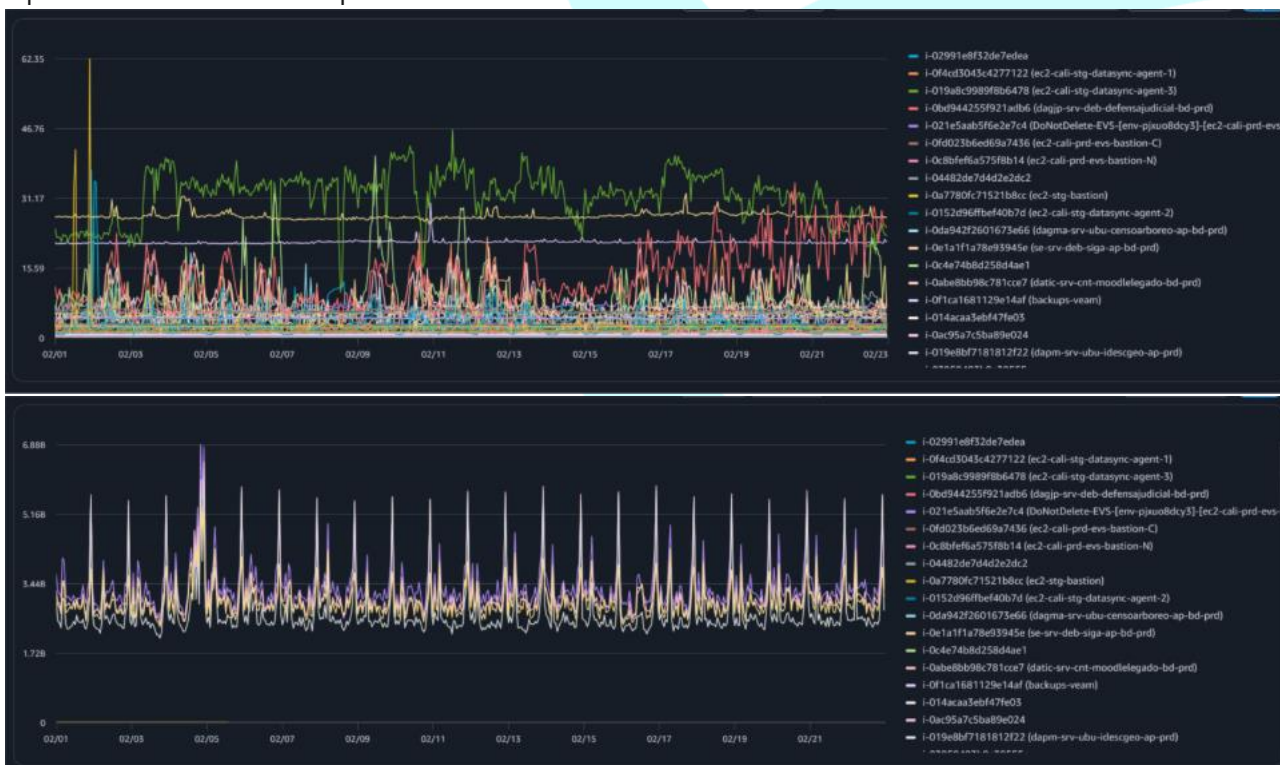 62.35
46.76
31.17
15.59
0
02/01 02/03 02/05 02/07 02/09 02/11 02/13 02/15 02/17 02/19 02/21 02/23
i-02991e8f32de7edea
i-0f4cd3043c4277122 (ec2-cali-stg-datasync-agent-1)
i-019a8c9989f8b6478 (ec2-cali-stg-datasync-agent-3)
i-0bd944255f921adb6 (dagjp-srv-deb-defensajudicial-bd-prd)
i-021e5aab5f6e2e7c4 (DoNotDelete-EVS-[env-pjxuo8dcy3]-[ec2-cali-prd-evs-
i-0fd023b6ed69a7436 (ec2-cali-prd-evs-bastion-C)
i-0c8bfef6a575f8b14 (ec2-cali-prd-evs-bastion-N)
i-04482de7d4d2e2dc2
i-0a7780fc71521b8cc (ec2-stg-bastion)
i-0152d96ffbef40b7d (ec2-cali-stg-datasync-agent-2)
i-0da942f2601673e66 (dagma-srv-ubu-censoarboreo-ap-bd-prd)
i-0e1a1f1a78e93945e (se-srv-deb-siga-ap-bd-prd)
i-0c4e74b8d258d4ae1
i-0abe8bb98c781cce7 (datic-srv-cnt-moodlelegado-bd-prd)
i-0f1ca1681129e14af (backups-veam)
i-014acaa3ebf47fe03
i-0ac95a7c5ba89e024
i-019e8bf7181812f22 (dapm-srv-ubu-idescgeo-ap-prd)
6.88B
5.16B
3.44B
1.72B
0
02/01 02/03 02/05 02/07 02/09 02/11 02/13 02/15 02/17 02/19 02/21
i-02991e8f32de7edea
i-0f4cd3043c4277122 (ec2-cali-stg-datasync-agent-1)
i-019a8c9989f8b6478 (ec2-cali-stg-datasync-agent-3)
i-0bd944255f921adb6 (dagjp-srv-deb-defensajudicial-bd-prd)
i-021e5aab5f6e2e7c4 (DoNotDelete-EVS-[env-pjxuo8dcy3]-[ec2-cali-prd-evs-
i-0fd023b6ed69a7436 (ec2-cali-prd-evs-bastion-C)
i-0c8bfef6a575f8b14 (ec2-cali-prd-evs-bastion-N)
i-04482de7d4d2e2dc2
i-0a7780fc71521b8cc (ec2-stg-bastion)
i-0152d96ffbef40b7d (ec2-cali-stg-datasync-agent-2)
i-0da942f2601673e66 (dagma-srv-ubu-censoarboreo-ap-bd-prd)
i-0e1a1f1a78e93945e (se-srv-deb-siga-ap-bd-prd)
i-0c4e74b8d258d4ae1
i-0abe8bb98c781cce7 (datic-srv-cnt-moodlelegado-bd-prd)
i-0f1ca1681129e14af (backups-veam)
i-014acaa3ebf47fe03
i-0ac95a7c5ba89e024
i-019e8bf7181812f22 (dapm-srv-ubu-idescgeo-ap-prd)